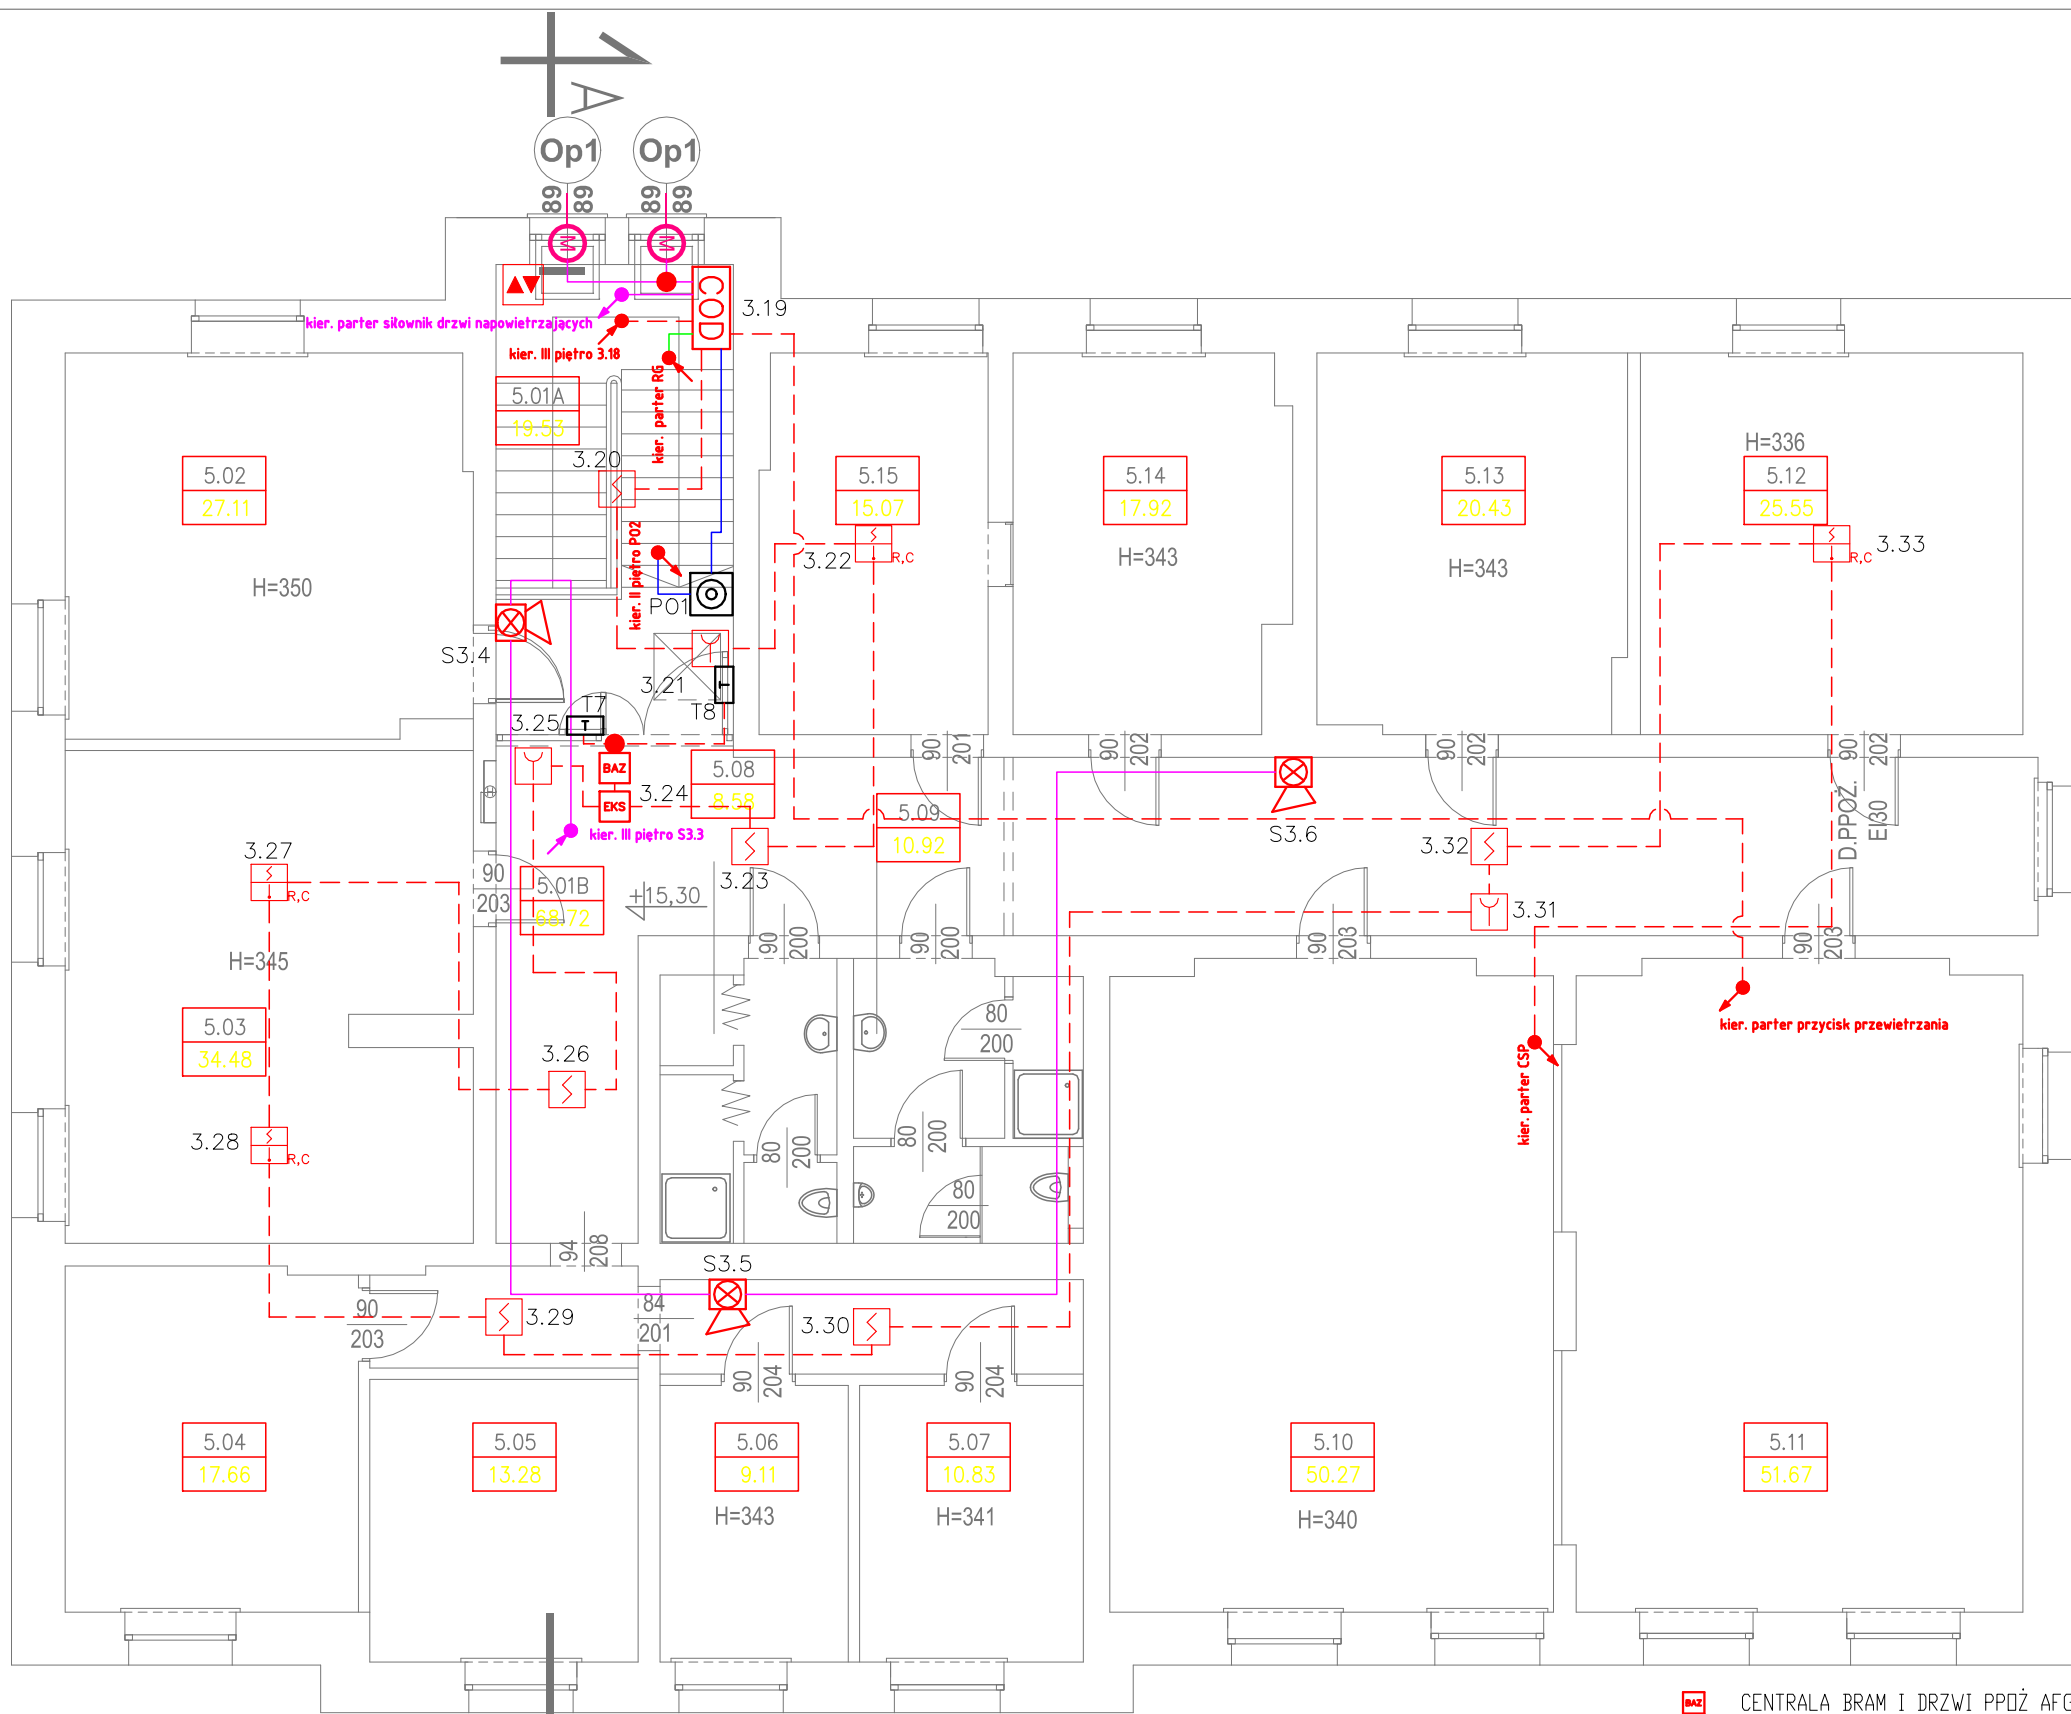 A
Op1
Op1
89
89
89
89
M
M
COD
3.19
kier. parter siłownik drzwi napowietrzających
kier. III piętro 3.18
kier. parter RG
5.01A
19.53
3.20
5.02
27.11
H=350
5.15
15.07
5.14
17.92
H=343
5.13
20.43
H=343
H=336
5.12
25.55
3.22
R,C
3.33
R,C
kier. II piętro PO2
PO1
S3.4
3.21
T
T7
T8
3.25
T
BAZ
EKS
3.24
5.08
8.58
kier. III piętro S3.3
90
201
90
202
90
202
90
202
5.09
10.92
S3.6
3.32
D.PPOŻ.
EI30
3.27
R,C
90
203
5.01B
68.72
+15,30
3.23
3.31
90
200
90
200
90
203
90
203
H=345
5.03
34.48
3.26
80
200
kier. parter przycisk przewietrzania
kier. parter CSP
3.28
R,C
80
200
80
200
80
200
94
208
S3.5
90
203
3.29
84
201
3.30
90
204
90
204
5.04
17.66
5.05
13.28
5.06
9.11
H=343
5.07
10.83
H=341
5.10
50.27
H=340
5.11
51.67
BAZ CENTRALA BRAM I DRZWI PPOŻ